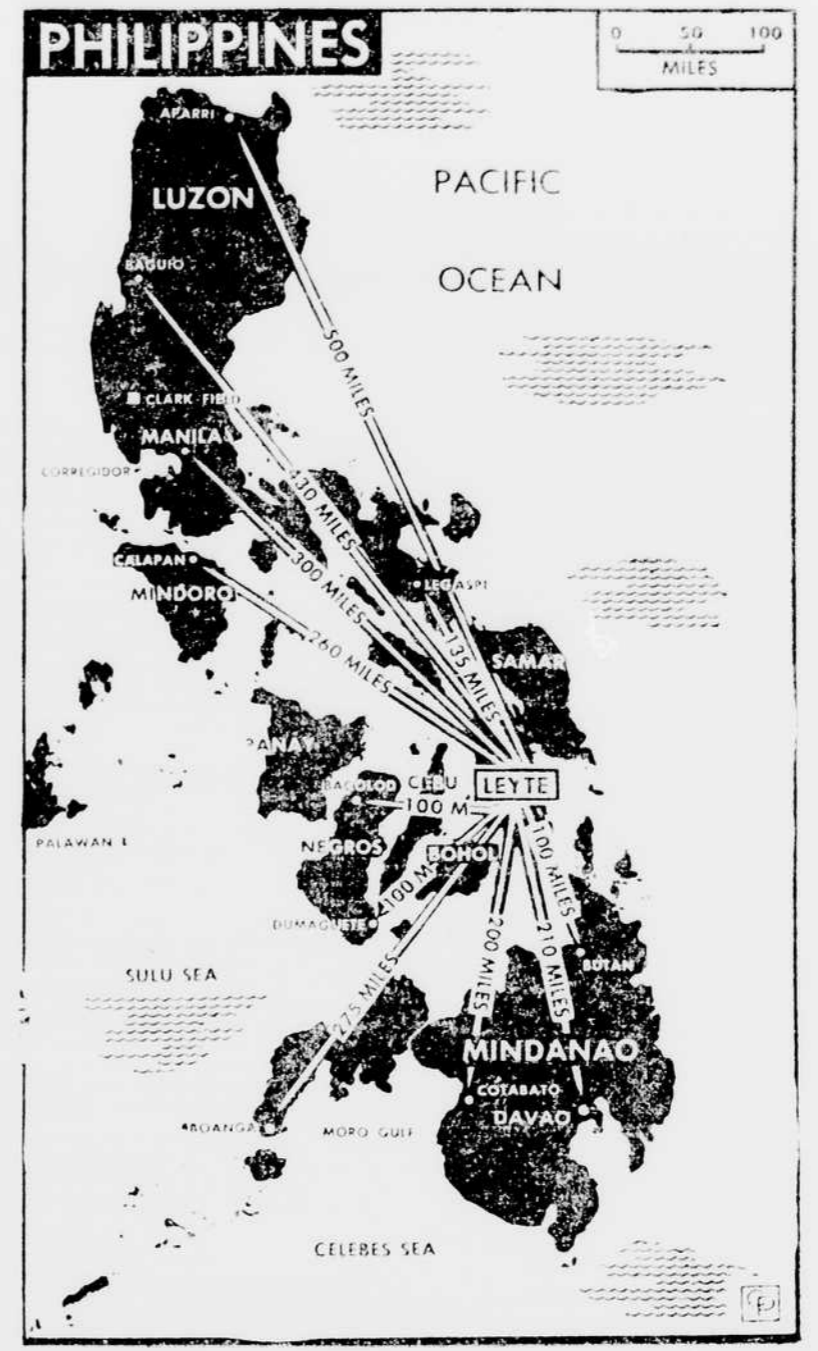 PHILIPPINES
0 50 100
MILES
APARRI
LUZON
PACIFIC
OCEAN
BAGUIO
500 MILES
CLARK FIELD
MANILA
CORREGIDOR
430 MILES
300 MILES
CALAPAN
MINDORO
LEGASPI
260 MILES
135 MILES
SAMAR
PANAY
BACOLOD
CEBU
LEYTE
100 M
PALAWAN I.
NEGROS
BOHOL
100 MILES
<100 M
DUMAGUETE
200 MILES
210 MILES
BUTAN
SULU SEA
275 MILES
MINDANAO
COTABATO
DAVAO
BOANGA
MORO GULF
CELEBES SEA